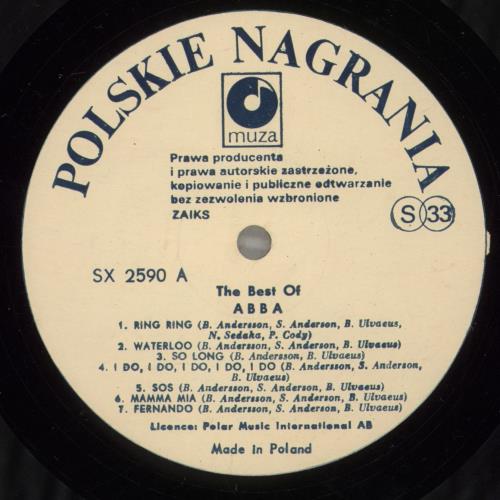 POLSKIE NAGRANIA
muza
Prawa producenta
i prawa autorskie zastrzeżone,
kopiowanie i publiczne odtwarzanie
bez zezwolenia wzbronione
ZAIKS
S 33
SX 2590 A
The Best Of
ABBA
1. RING RING (B. Andersson, S. Anderson, B. Ulvaeus,
N. Sedaka, P. Cody)
2. WATERLOO (B. Andersson, S. Anderson, B. Ulvaeus)
3. SO LONG (B. Andersson, B. Ulvaeus)
4. I DO, I DO, I DO, I DO, I DO (B. Andersson, S. Anderson,
B. Ulvaeus)
5. SOS (B. Andersson, S. Anderson, B. Ulvaeus)
6. MAMMA MIA (B. Andersson, S. Anderson, B. Ulvaeus)
7. FERNANDO (B. Andersson, S. Anderson, B. Ulvaeus)
Licence: Polar Music International AB
Made in Poland